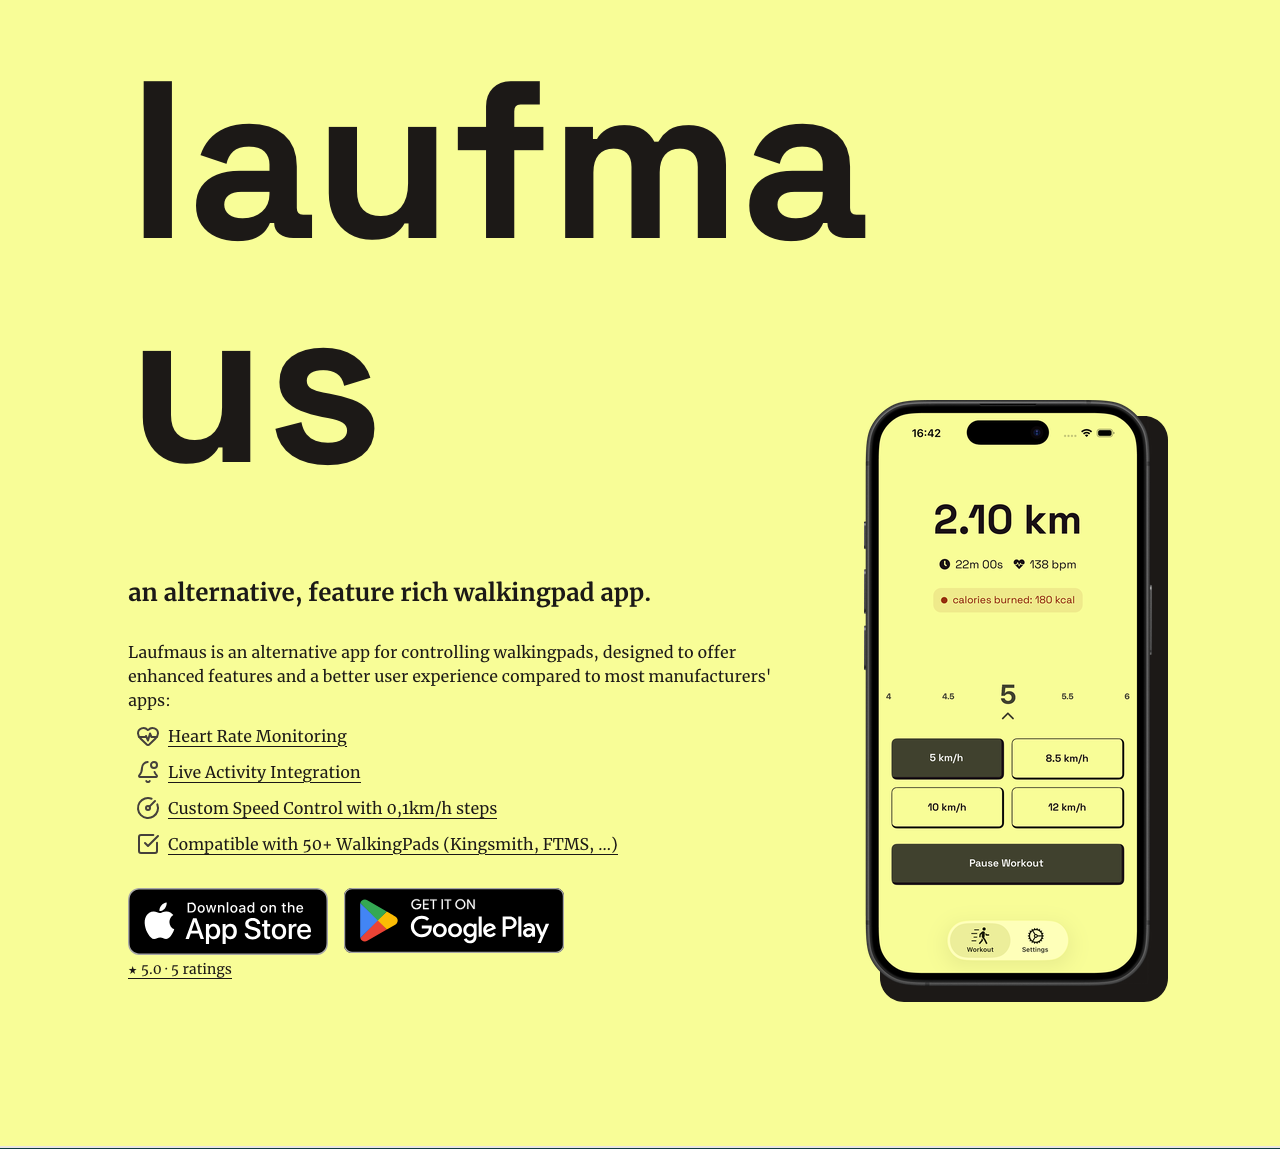 laufma
us
an alternative, feature rich walkingpad app.
Laufmaus is an alternative app for controlling walkingpads, designed to offer
enhanced features and a better user experience compared to most manufacturers'
apps:
Heart Rate Monitoring
Live Activity Integration
Custom Speed Control with 0,1km/h steps
Compatible with 50+ WalkingPads (Kingsmith, FTMS, ...)
Download on the
App Store
GET IT ON
Google Play
★ 5.0 · 5 ratings
16:42
2.10 km
22m 00s 138 bpm
calories burned: 180 kcal
4 4.5 5 5.5 6
5 km/h 8.5 km/h
10 km/h 12 km/h
Pause Workout
Workout Settings